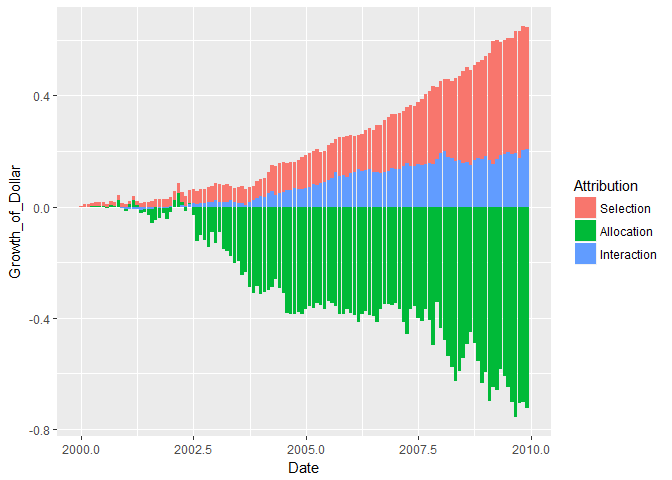 Growth_of_Dollar
0.4
0.0
-0.4
-0.8
2000.0 2002.5 2005.0 2007.5 2010.0
Date
Attribution
Selection
Allocation
Interaction